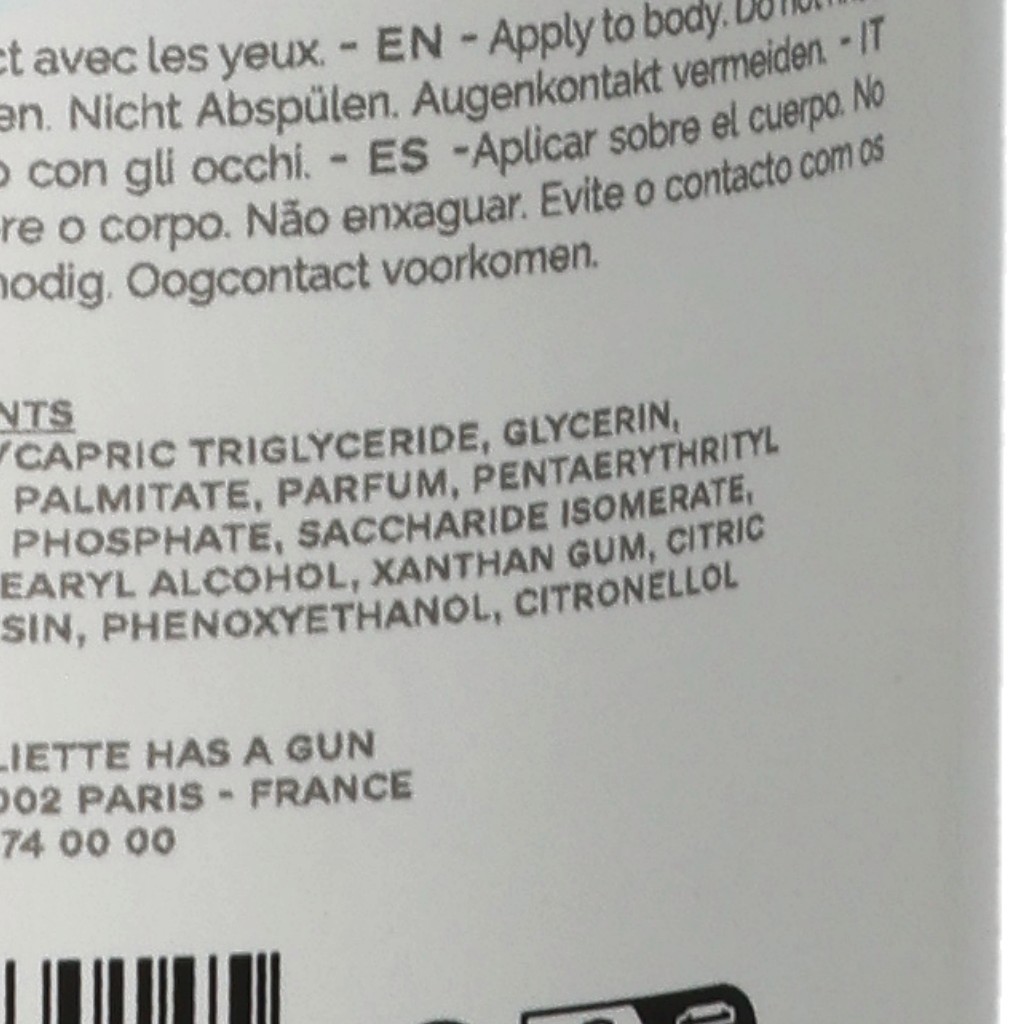 ct avec les yeux. - EN - Apply to body. Do not
en. Nicht Abspülen. Augenkontakt vermeiden. - IT
o con gli occhi. - ES -Aplicar sobre el cuerpo. No
re o corpo. Não enxaguar. Evite o contacto com os
nodig. Oogcontact voorkomen.
NTS
/CAPRIC TRIGLYCERIDE, GLYCERIN,
PALMITATE, PARFUM, PENTAERYTHRITYL
PHOSPHATE, SACCHARIDE ISOMERATE,
EARYL ALCOHOL, XANTHAN GUM, CITRIC
SIN, PHENOXYETHANOL, CITRONELLOL
LIETTE HAS A GUN
002 PARIS - FRANCE
74 00 00